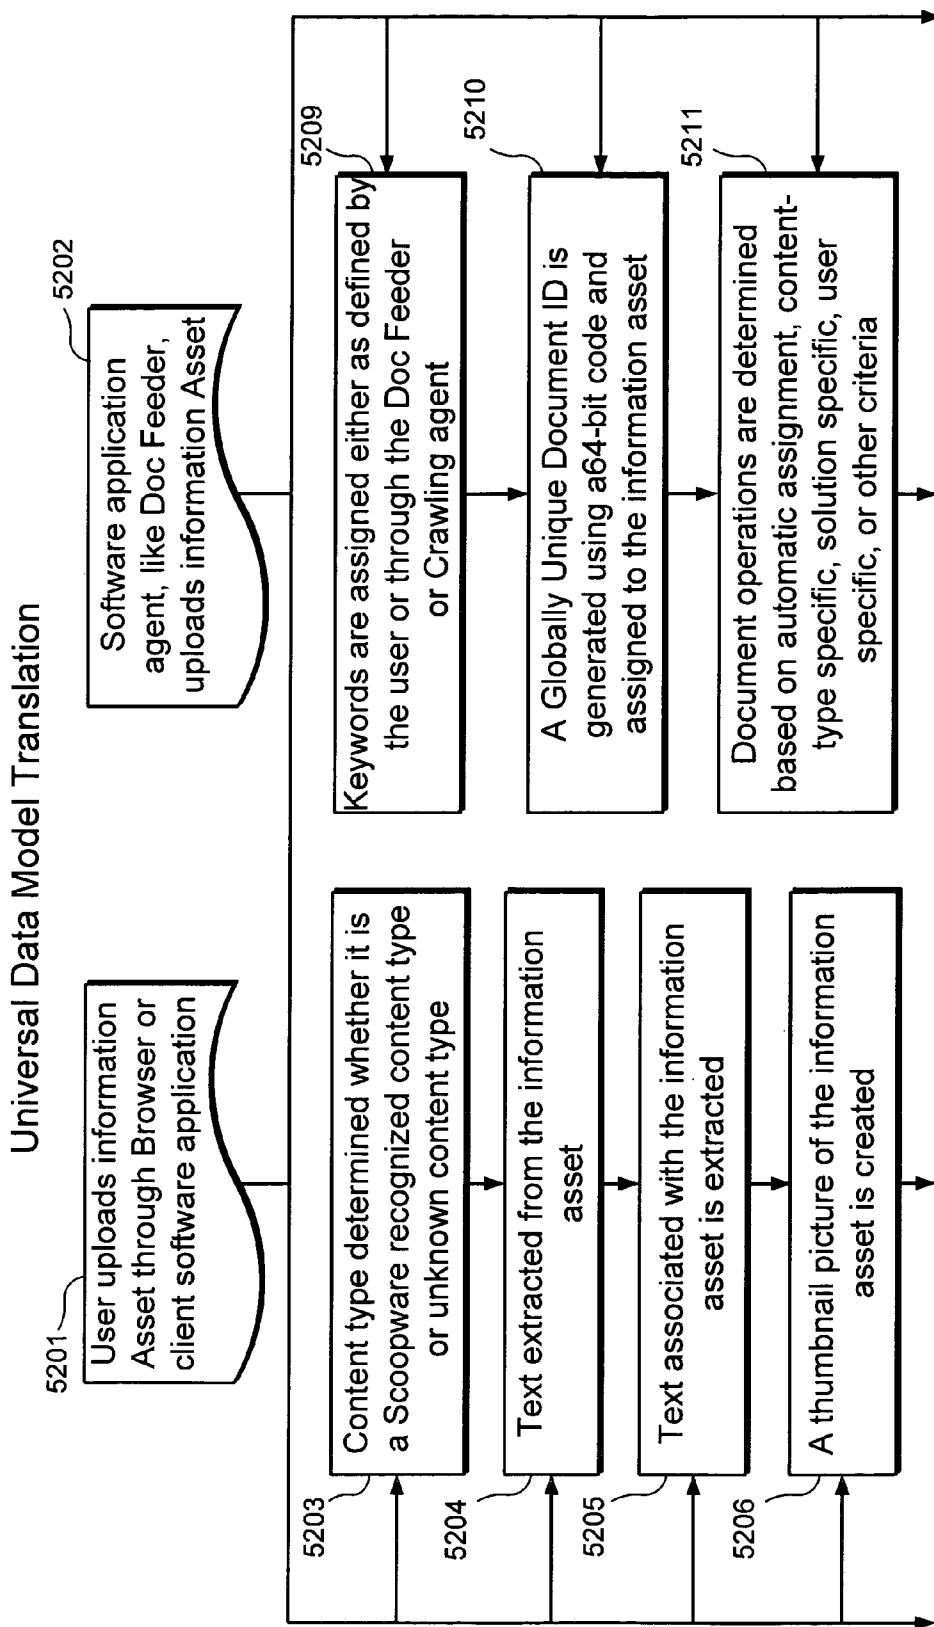 Universal Data Model Translation
5201
User uploads information
Asset through Browser or
client software application
5202
Software application
agent, like Doc Feeder,
uploads information Asset
5203
Content type determined whether it is
a Scoopware recognized content type
or unknown content type
5204
Text extracted from the information
asset
5205
Text associated with the information
asset is extracted
5206
A thumbnail picture of the information
asset is created
5209
Keywords are assigned either as defined by
the user or through the Doc Feeder
or Crawling agent
5210
A Globally Unique Document ID is
generated using a64-bit code and
assigned to the information asset
5211
Document operations are determined
based on automatic assignment, content-
type specific, solution specific, user
specific, or other criteria